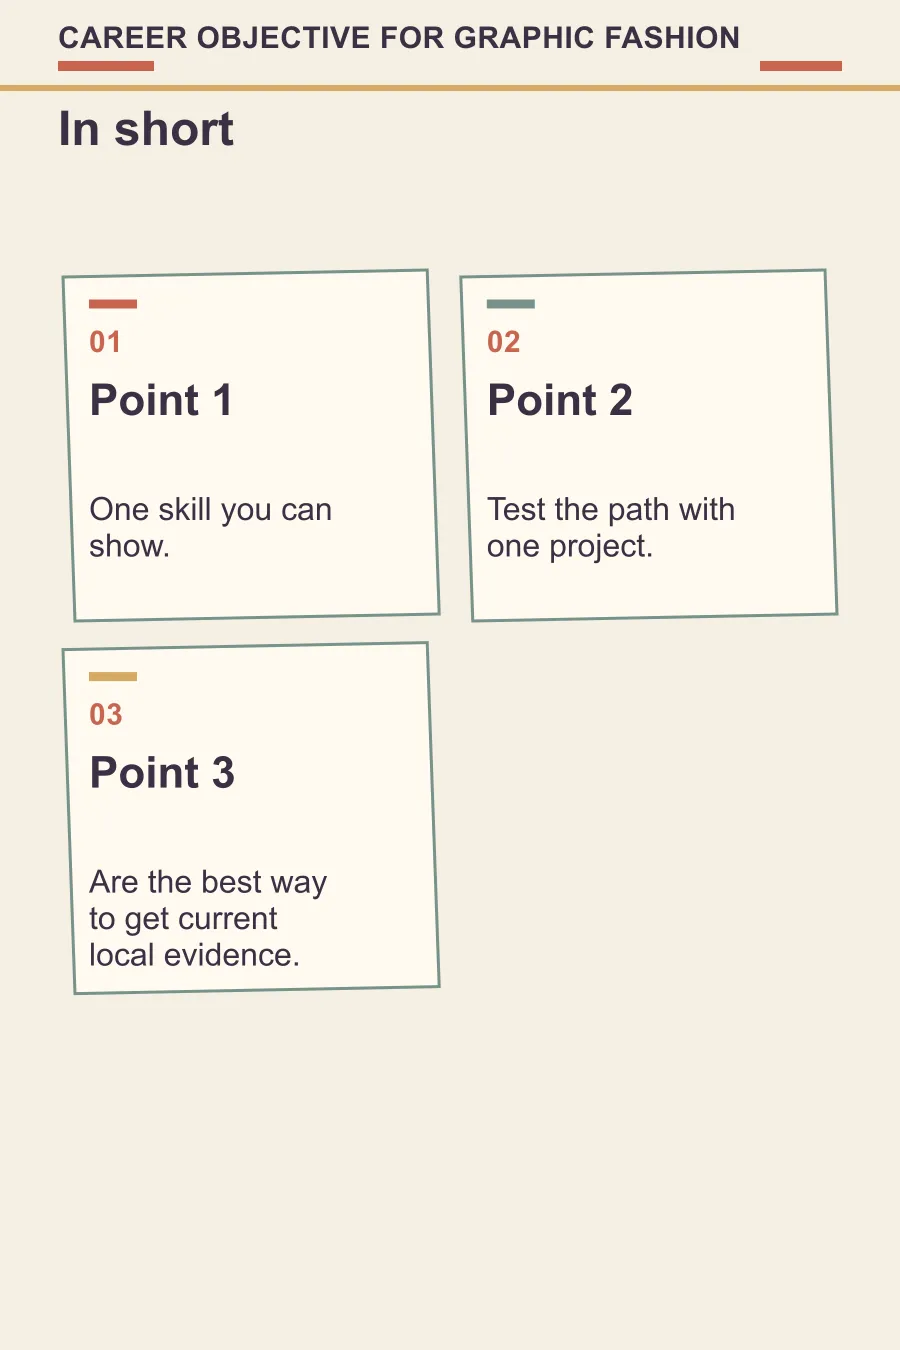 CAREER OBJECTIVE FOR GRAPHIC FASHION
In short
01
Point 1
One skill you can
show.
02
Point 2
Test the path with
one project.
03
Point 3
Are the best way
to get current
local evidence.